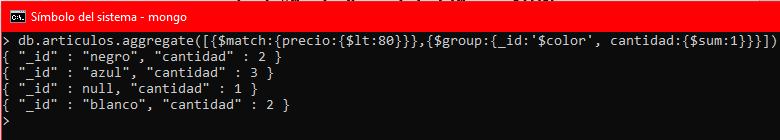 Símbolo del sistema - mongo
> db.articulos.aggregate([{$match:{precio:{$lt:80}}},{$group:{_id:'$color', cantidad:{$sum:1}}}])
{ "_id" : "negro", "cantidad" : 2 }
{ "_id" : "azul", "cantidad" : 3 }
{ "_id" : null, "cantidad" : 1 }
{ "_id" : "blanco", "cantidad" : 2 }
>